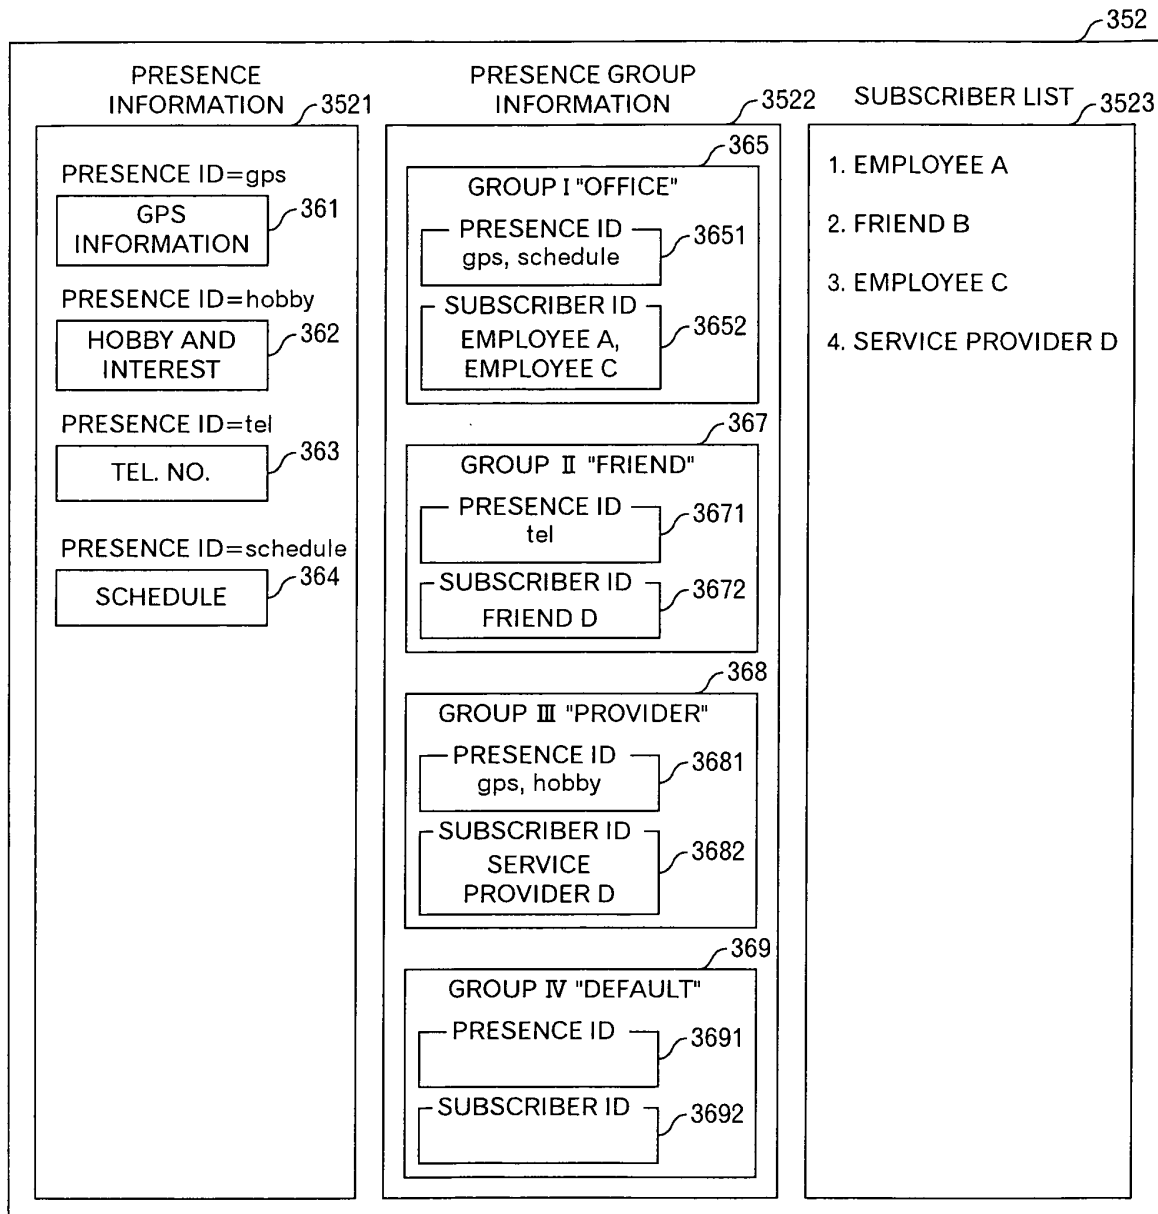 352
PRESENCE
INFORMATION
3521
PRESENCE ID=gps
GPS
INFORMATION
361
PRESENCE ID=hobby
HOBBY AND
INTEREST
362
PRESENCE ID=tel
TEL. NO.
363
PRESENCE ID=schedule
SCHEDULE
364
PRESENCE GROUP
INFORMATION
3522
365
GROUP I "OFFICE"
PRESENCE ID
gps, schedule
3651
SUBSCRIBER ID
EMPLOYEE A,
EMPLOYEE C
3652
367
GROUP II "FRIEND"
PRESENCE ID
tel
3671
SUBSCRIBER ID
FRIEND D
3672
368
GROUP III "PROVIDER"
PRESENCE ID
gps, hobby
3681
SUBSCRIBER ID
SERVICE
PROVIDER D
3682
369
GROUP IV "DEFAULT"
PRESENCE ID
3691
SUBSCRIBER ID
3692
SUBSCRIBER LIST
3523
1. EMPLOYEE A
2. FRIEND B
3. EMPLOYEE C
4. SERVICE PROVIDER D